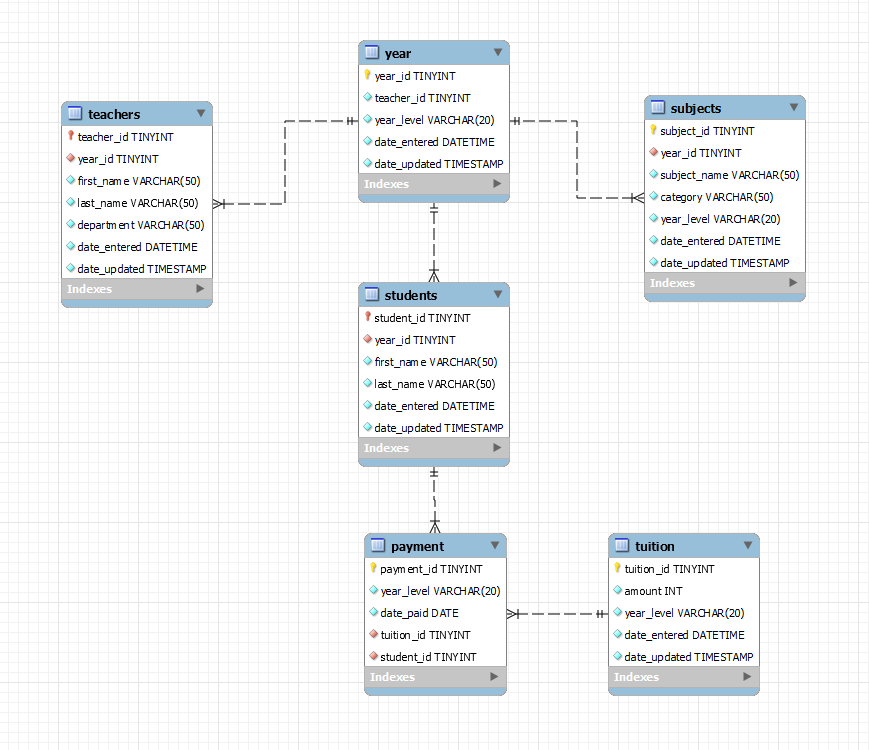 year
year_id TINYINT
teacher_id TINYINT
year_level VARCHAR(20)
date_entered DATETIME
date_updated TIMESTAMP
Indexes
teachers
teacher_id TINYINT
year_id TINYINT
first_name VARCHAR(50)
last_name VARCHAR(50)
department VARCHAR(50)
date_entered DATETIME
date_updated TIMESTAMP
Indexes
subjects
subject_id TINYINT
year_id TINYINT
subject_name VARCHAR(50)
category VARCHAR(50)
year_level VARCHAR(20)
date_entered DATETIME
date_updated TIMESTAMP
Indexes
students
student_id TINYINT
year_id TINYINT
first_name VARCHAR(50)
last_name VARCHAR(50)
date_entered DATETIME
date_updated TIMESTAMP
Indexes
payment
payment_id TINYINT
year_level VARCHAR(20)
date_paid DATE
tuition_id TINYINT
student_id TINYINT
Indexes
tuition
tuition_id TINYINT
amount INT
year_level VARCHAR(20)
date_entered DATETIME
date_updated TIMESTAMP
Indexes